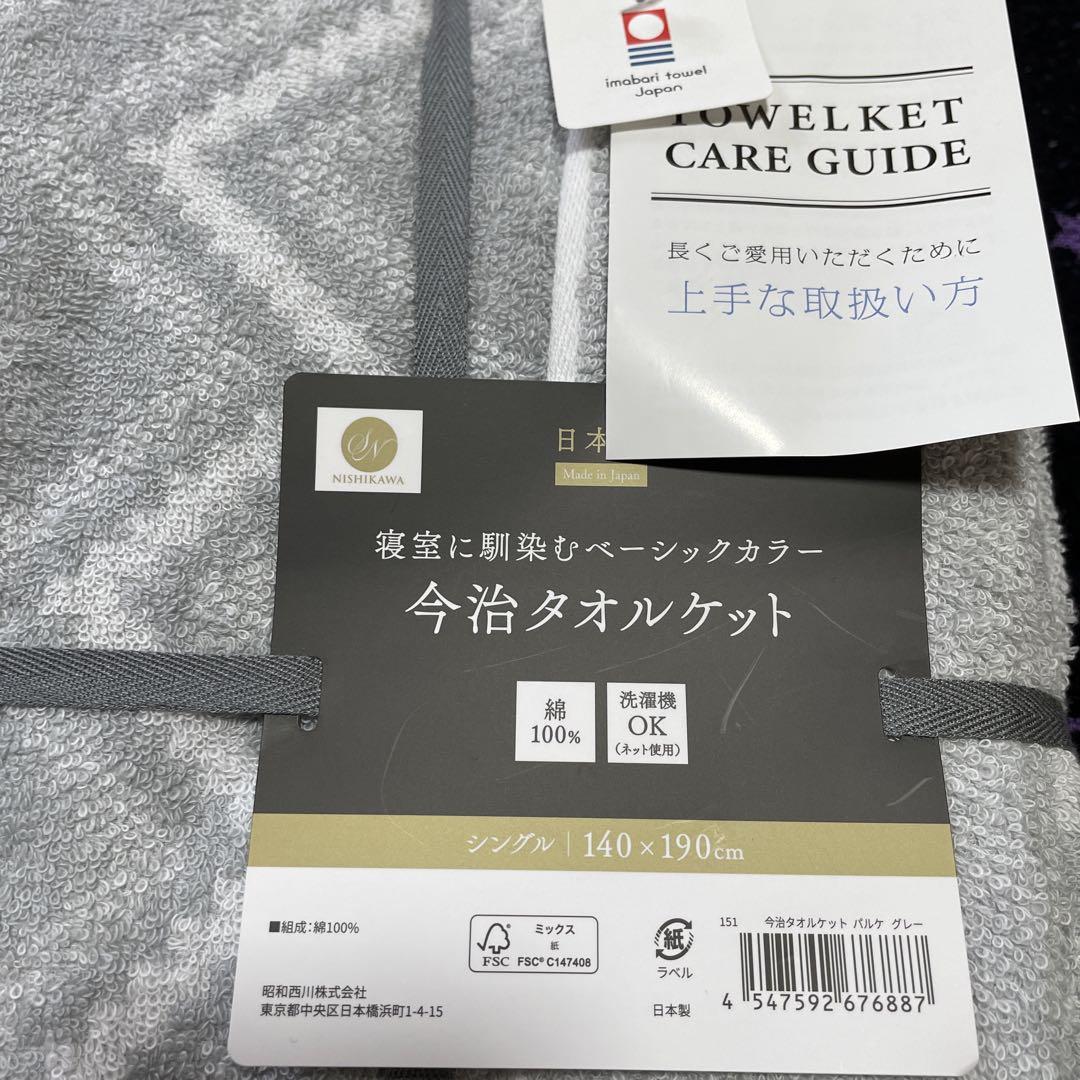 imabari towel
Japan
TOWELKET
CARE GUIDE
長くご愛用いただくために
上手な取扱い方
SN
NISHIKAWA
日本
Made in Japan
寝室に馴染むベーシックカラー
今治タオルケット
綿
100%
洗濯機
OK
(ネット使用)
シングル | 140×190cm
■組成:綿100%
FSC
ミックス
紙
FSC® C147408
紙
ラベル
日本製
151 今治タオルケット パルケ グレー
4 547592 676887
昭和西川株式会社
東京都中央区日本橋浜町1-4-15